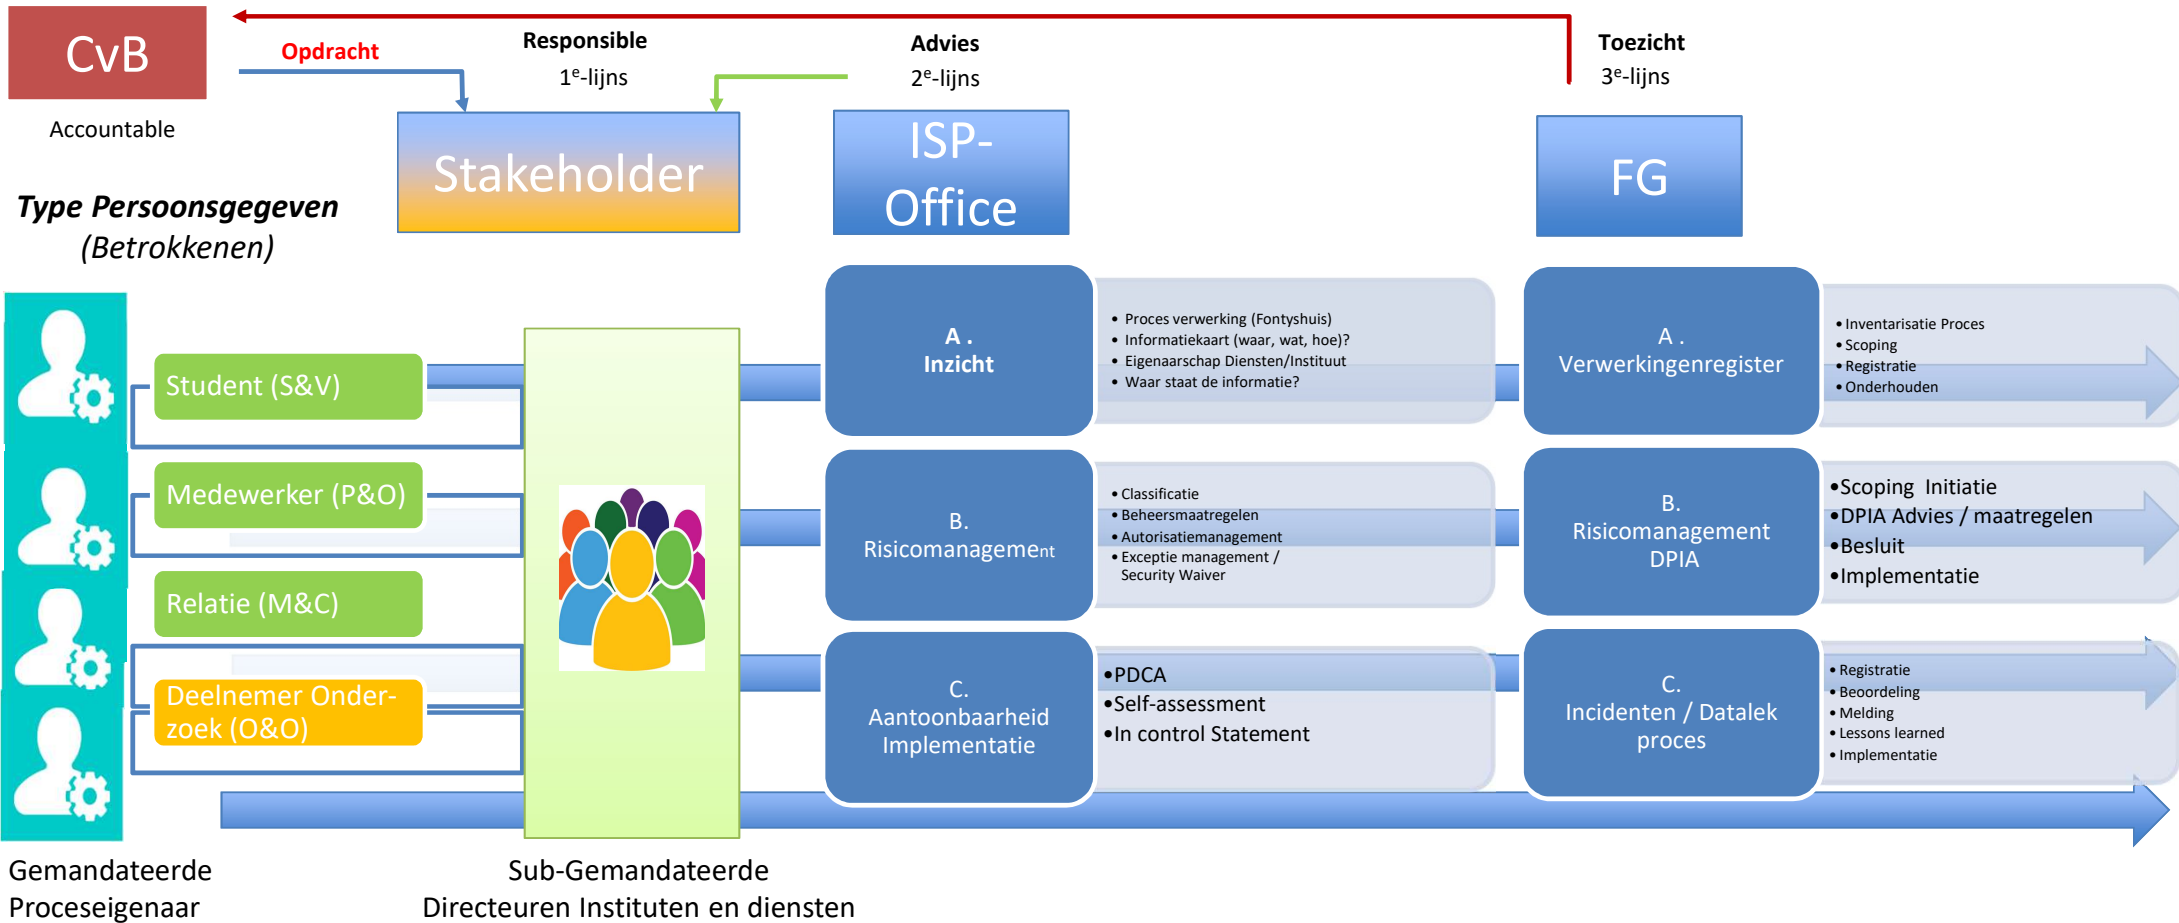 CvB
Accountable
Opdracht
Responsible
1e-lijns
Advies
2e-lijns
Toezicht
3e-lijns
Stakeholder
ISP-
Office
FG
Type Persoonsgegeven
(Betrokkenen)
Student (S&V)
Medewerker (P&O)
Relatie (M&C)
Deelnemer Onder-
zoek (O&O)
A .
Inzicht
• Proces verwerking (Fontyshuis)
• Informatiekaart (waar, wat, hoe)?
• Eigenaarschap Diensten/Instituut
• Waar staat de informatie?
A .
Verwerkingenregister
• Inventarisatie Proces
• Scoping
• Registratie
• Onderhouden
B.
Risicomanagement
• Classificatie
• Beheersmaatregelen
• Autorisatiemanagement
• Exceptie management /
Security Waiver
B.
Risicomanagement
DPIA
•Scoping Initiatie
•DPIA Advies / maatregelen
•Besluit
•Implementatie
C.
Aantoonbaarheid
Implementatie
•PDCA
•Self-assessment
•In control Statement
C.
Incidenten / Datalek
proces
• Registratie
• Beoordeling
• Melding
• Lessons learned
• Implementatie
Gemandateerde
Proceseigenaar
Sub-Gemandateerde
Directeuren Instituten en diensten